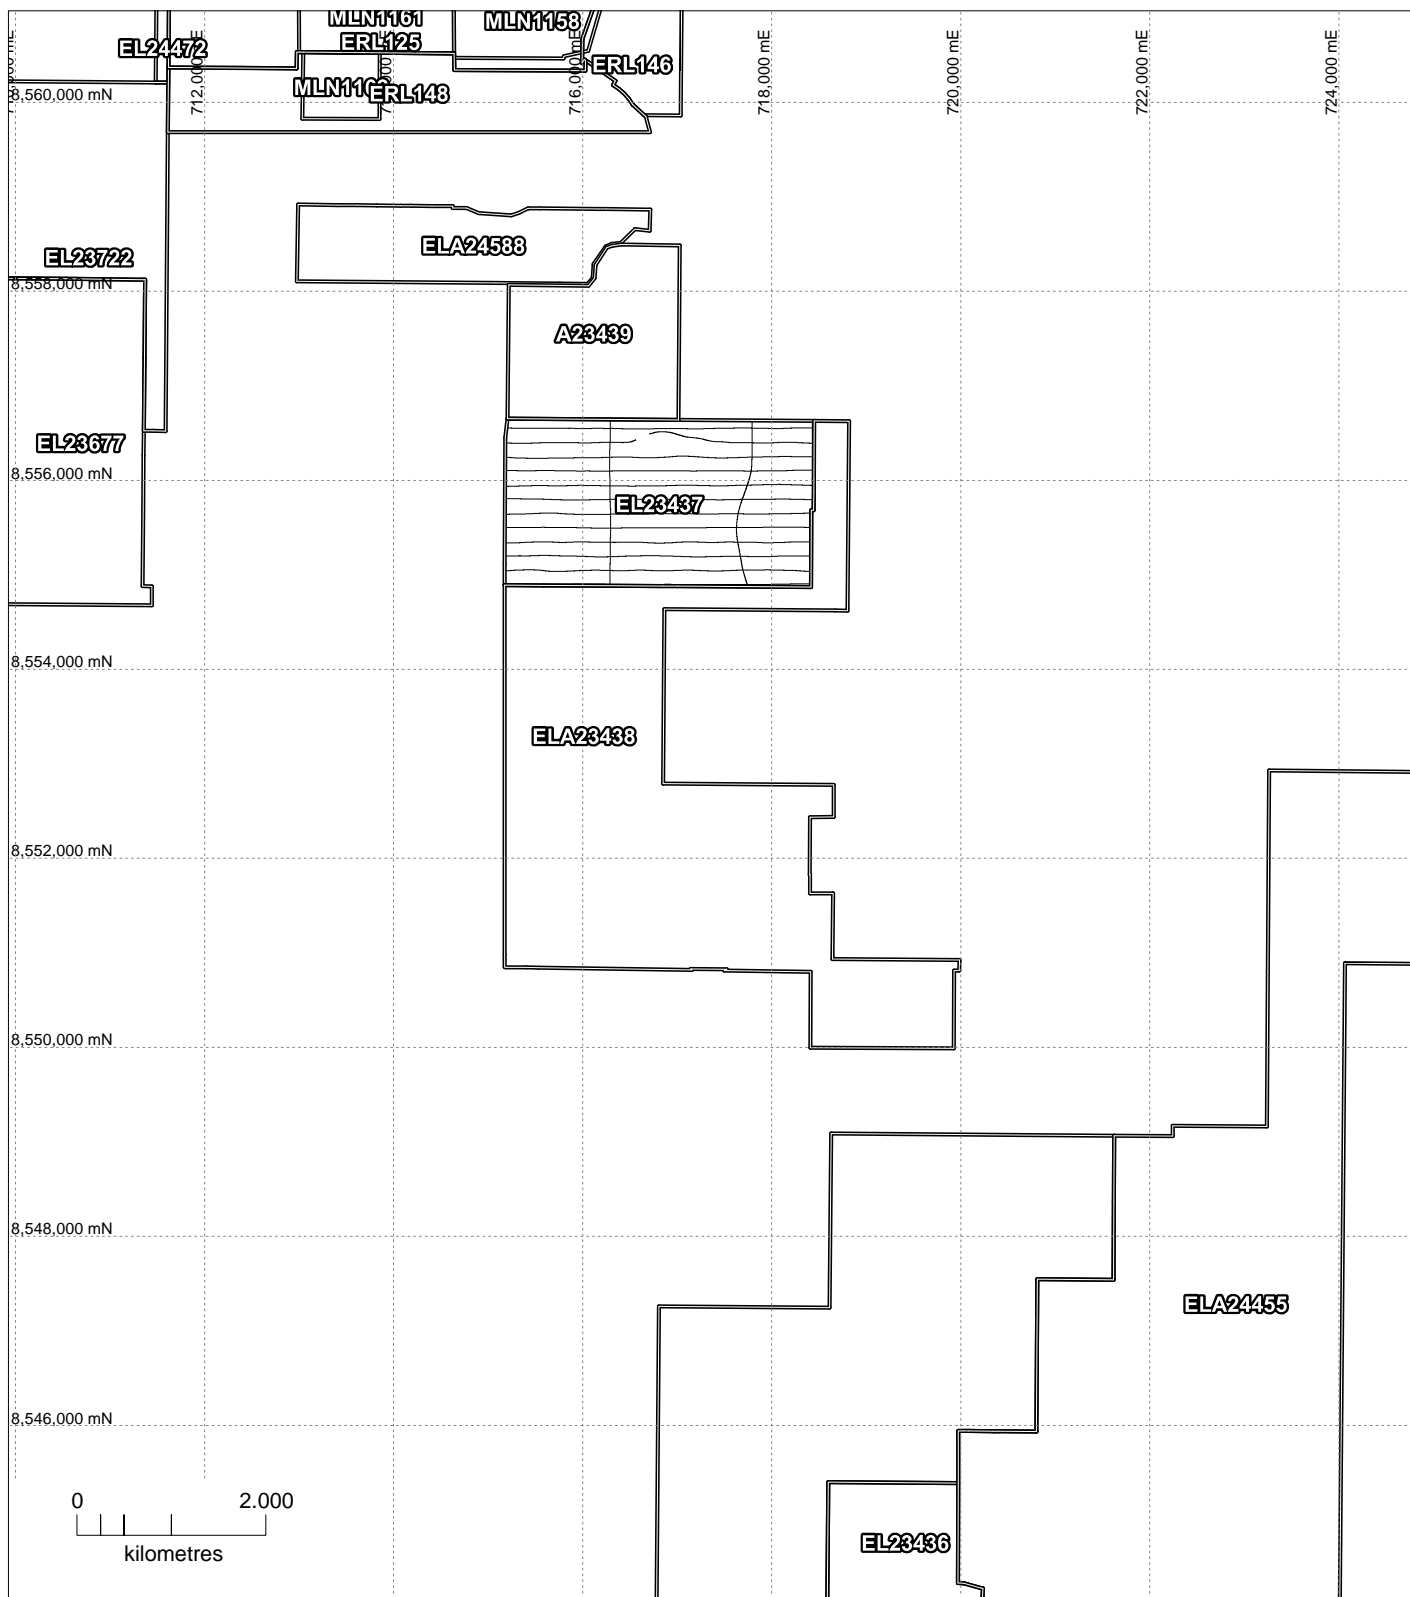 MLN1161
MLN1158
EL24472
ERL125
ERL146
ERL148
712,000mE
716,000 mE
718,000 mE
720,000 mE
722,000 mE
724,000 mE
8,560,000 mN
ELA24588
EL23722
8,558,000 mN
A23439
EL23677
8,556,000 mN
EL23437
8,554,000 mN
ELA23438
8,552,000 mN
8,550,000 mN
8,548,000 mN
ELA24455
8,546,000 mN
0 2.000
kilometres
EL23436